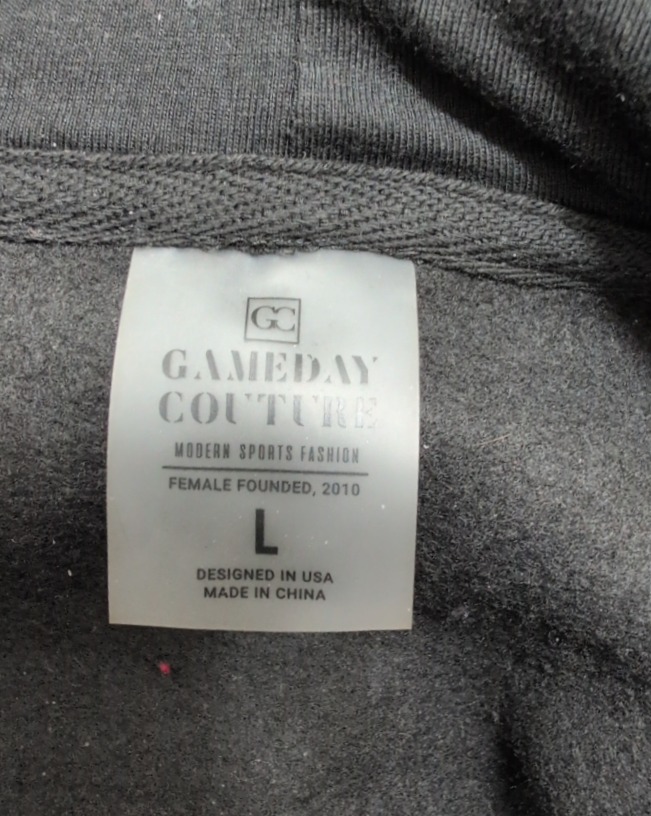 GC
GAMEDAY
COUTURE
MODERN SPORTS FASHION
FEMALE FOUNDED, 2010
L
DESIGNED IN USA
MADE IN CHINA